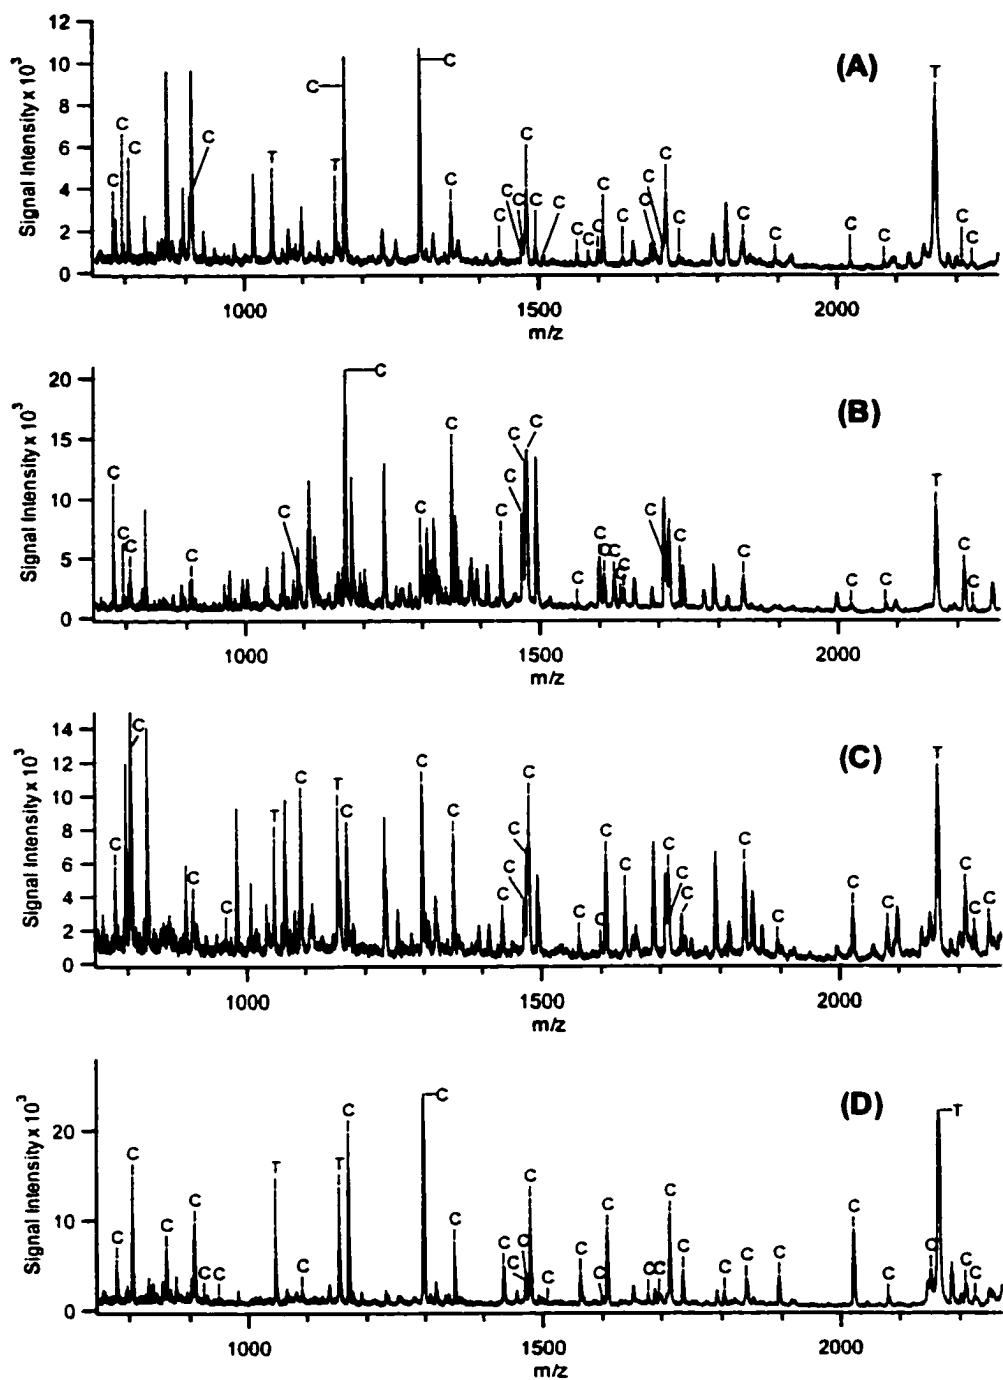 12
10
8
6
4
2
0
Signal Intensity x 10³
(A)
C C C C C T T C C C C C C C C C C C C C C C C C C C C C C T C C
1000 1500 2000
m/z
20
15
10
5
0
Signal Intensity x 10³
(B)
C C C C C C C C C C C C C C C C C C C C C C C T C C
1000 1500 2000
m/z
14
12
10
8
6
4
2
0
Signal Intensity x 10³
(C)
C C C C T C T C C C C C C C C C C C C C C C C C C T C C C
1000 1500 2000
m/z
20
10
0
Signal Intensity x 10³
(D)
C C C C C C T C T C C C C C C C C C C C C C C C C C C C C T C C
1000 1500 2000
m/z